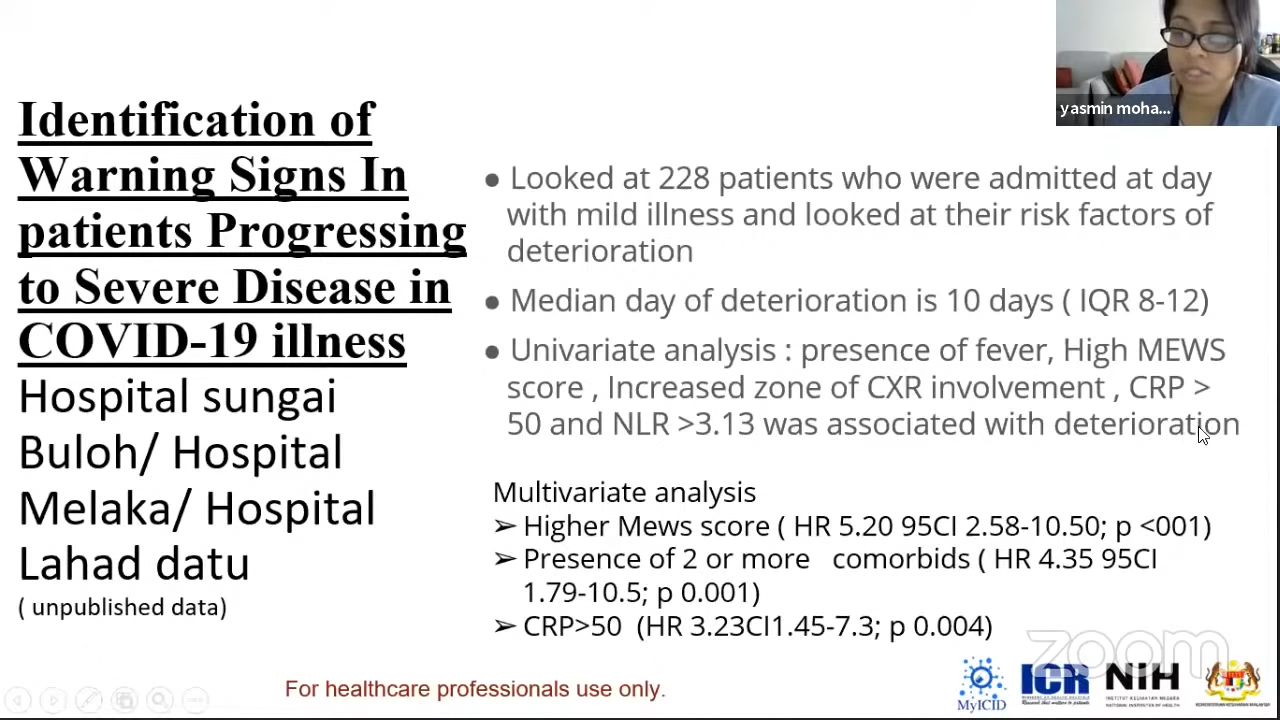 yasmin moha...
Identification of
Warning Signs In
patients Progressing
to Severe Disease in
COVID-19 illness
Hospital sungai
Buloh/ Hospital
Melaka/ Hospital
Lahad datu
( unpublished data)
● Looked at 228 patients who were admitted at day
with mild illness and looked at their risk factors of
deterioration
● Median day of deterioration is 10 days ( IQR 8-12)
● Univariate analysis : presence of fever, High MEWS
score , Increased zone of CXR involvement , CRP >
50 and NLR >3.13 was associated with deterioration
Multivariate analysis
➢ Higher Mews score ( HR 5.20 95CI 2.58-10.50; p <001)
➢ Presence of 2 or more comorbids ( HR 4.35 95CI
1.79-10.5; p 0.001)
➢ CRP>50 (HR 3.23CI1.45-7.3; p 0.004)
zoom
For healthcare professionals use only.
MyICID
ICR
NIH